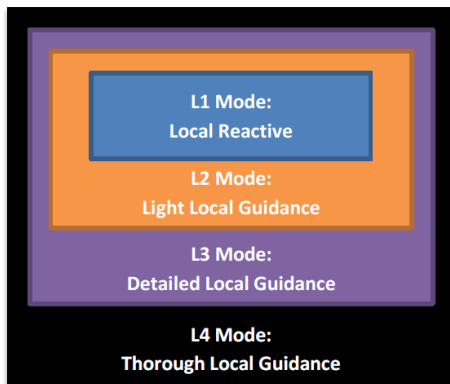 L1 Mode:
Local Reactive
L2 Mode:
Light Local Guidance
L3 Mode:
Detailed Local Guidance
L4 Mode:
Thorough Local Guidance